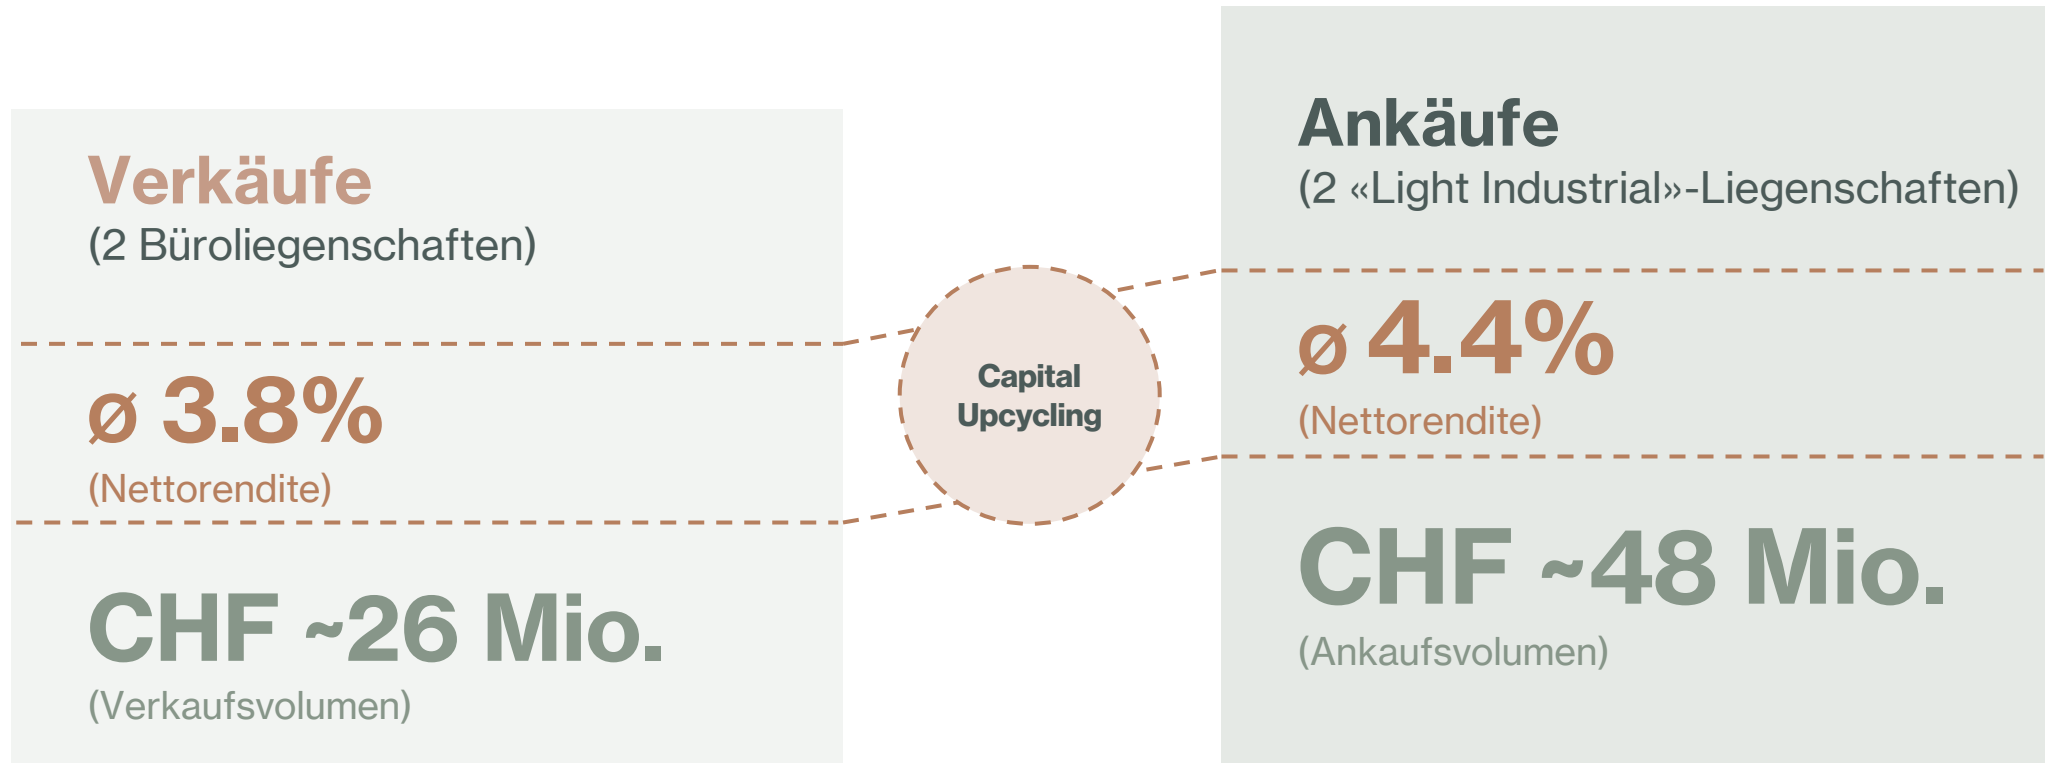 Verkäufe
(2 Büroliegenschaften)
ø 3.8%
(Nettorendite)
CHF ~26 Mio.
(Verkaufsvolumen)
Capital
Upcycling
Ankäufe
(2 «Light Industrial»-Liegenschaften)
ø 4.4%
(Nettorendite)
CHF ~48 Mio.
(Ankaufsvolumen)